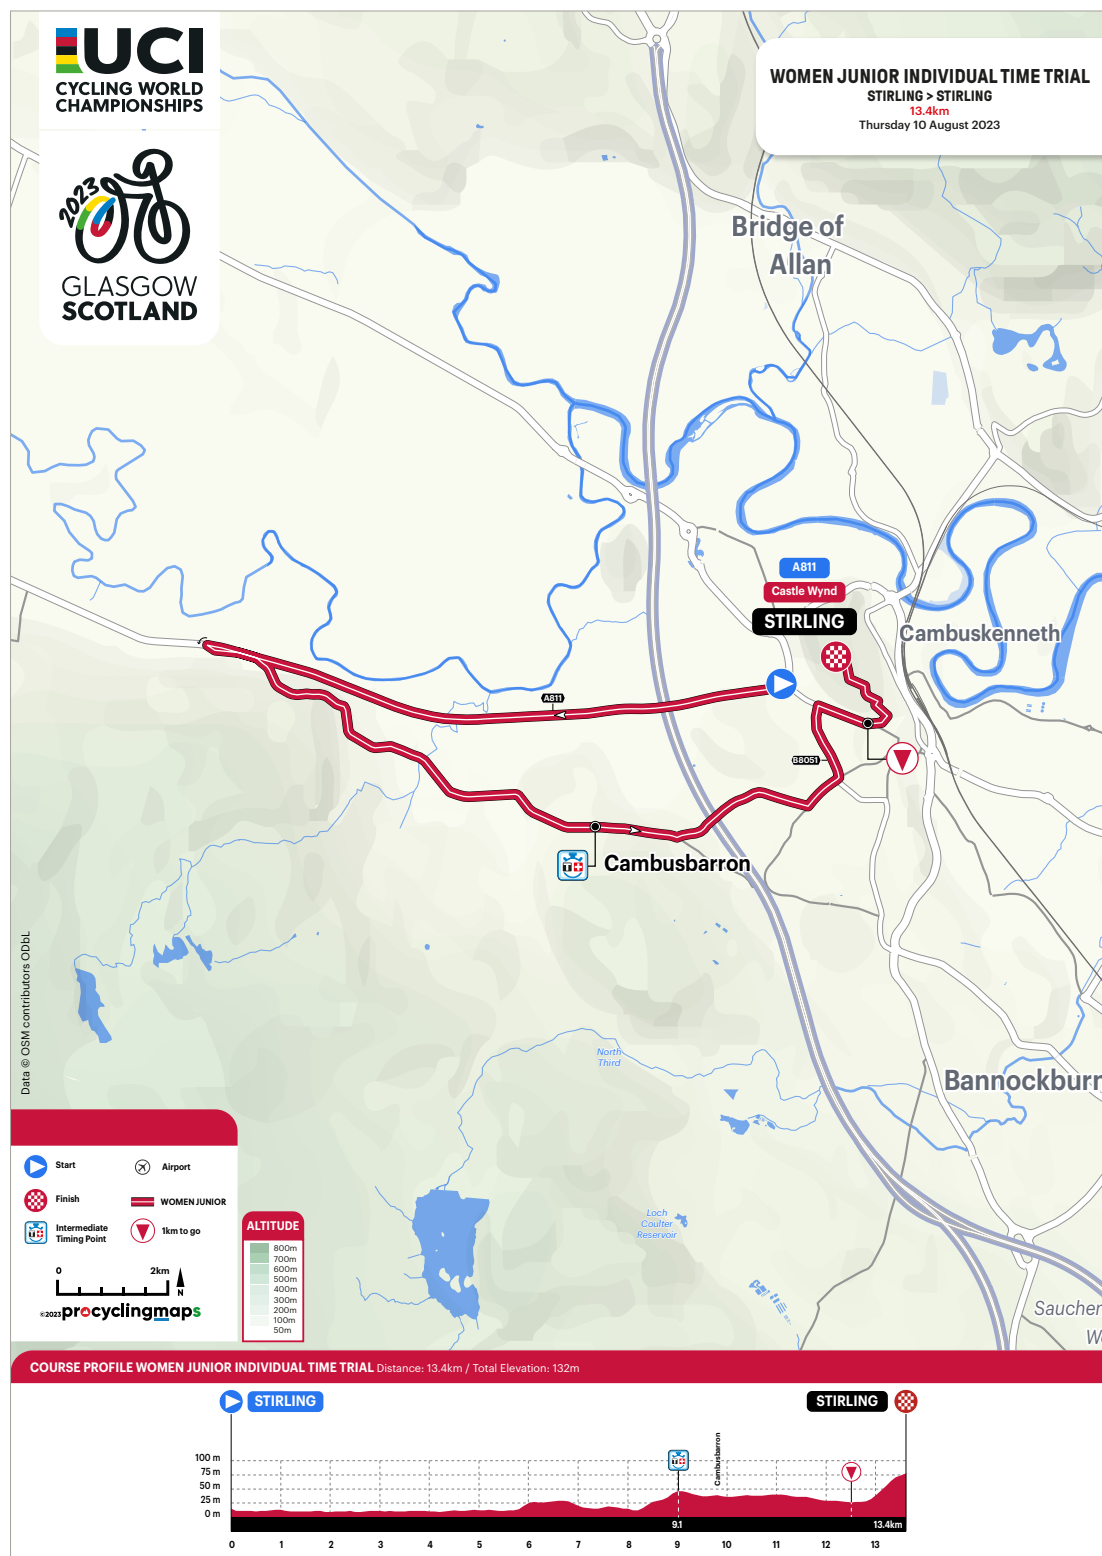 UCI
CYCLING WORLD
CHAMPIONSHIPS
2023
GLASGOW
SCOTLAND
WOMEN JUNIOR INDIVIDUAL TIME TRIAL
STIRLING > STIRLING
13.4km
Thursday 10 August 2023
Bridge of
Allan
A811
Castle Wynd
STIRLING
Cambuskenneth
A811
B8051
Cambusbarron
North
Third
Bannockburn
Loch
Coulter
Reservoir
Saucher
We
Data © OSM contributors ODbL
Start
Airport
Finish
WOMEN JUNIOR
Intermediate
Timing Point
1km to go
0 2km
N
©2023 procyclingmaps
ALTITUDE
800m
700m
600m
500m
400m
300m
200m
100m
50m
COURSE PROFILE WOMEN JUNIOR INDIVIDUAL TIME TRIAL Distance: 13.4km / Total Elevation: 132m
STIRLING
STIRLING
Cambusbarron
100 m
75 m
50 m
25 m
0 m
9.1
13.4km
0 1 2 3 4 5 6 7 8 9 10 11 12 13